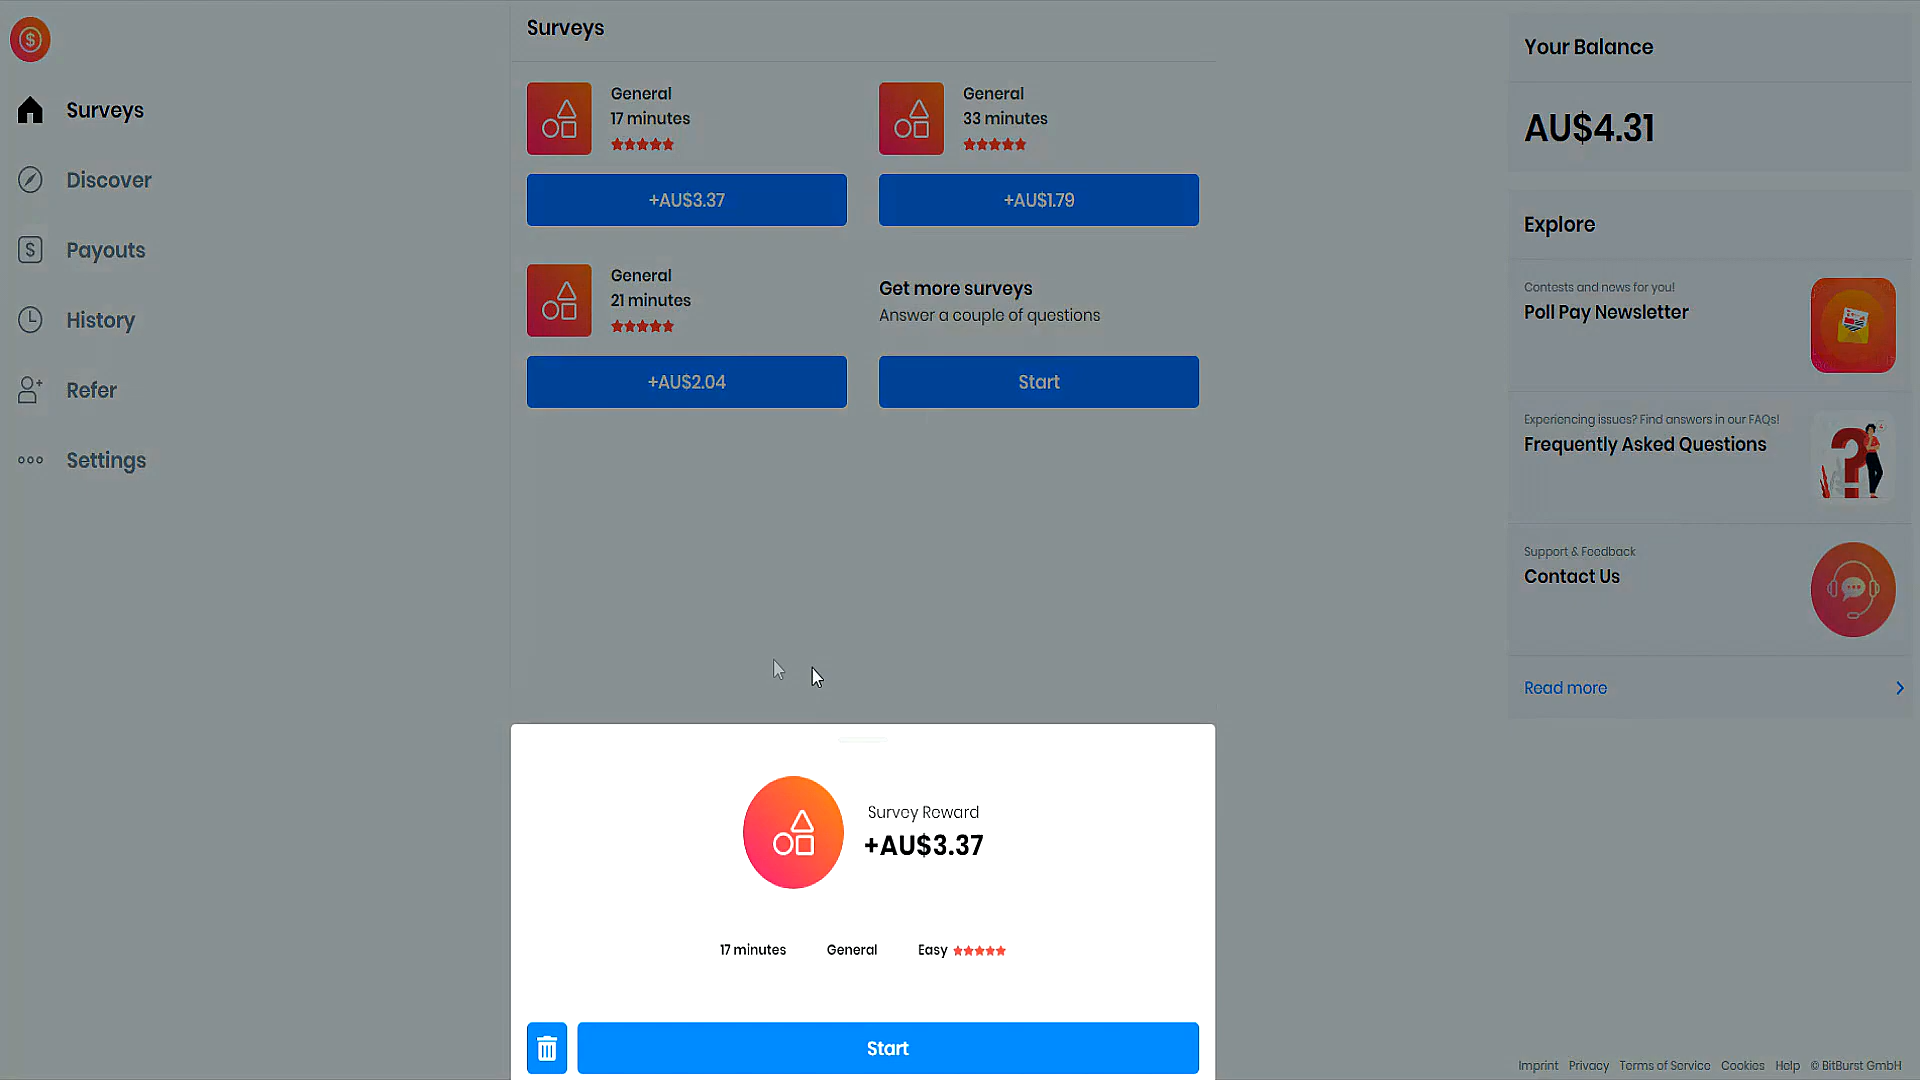 Surveys
Discover
Payouts
History
Refer
Settings
Surveys
General
17 minutes
+AU$3.37
General
33 minutes
+AU$1.79
General
21 minutes
+AU$2.04
Get more surveys
Answer a couple of questions
Start
Your Balance
AU$4.31
Explore
Contests and news for you!
Poll Pay Newsletter
Experiencing issues? Find answers in our FAQs!
Frequently Asked Questions
Support & Feedback
Contact Us
Read more
Survey Reward
+AU$3.37
17 minutes General Easy
Start
Imprint Privacy Terms of Service Cookies Help © BitBurst GmbH